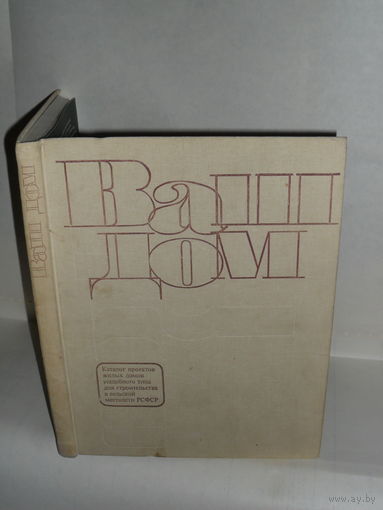 Ваш
дом
Каталог проектов
жилых домов
усадебного типа
для строительства
в сельской
местности РСФСР
Ваш дом
www.ay.by